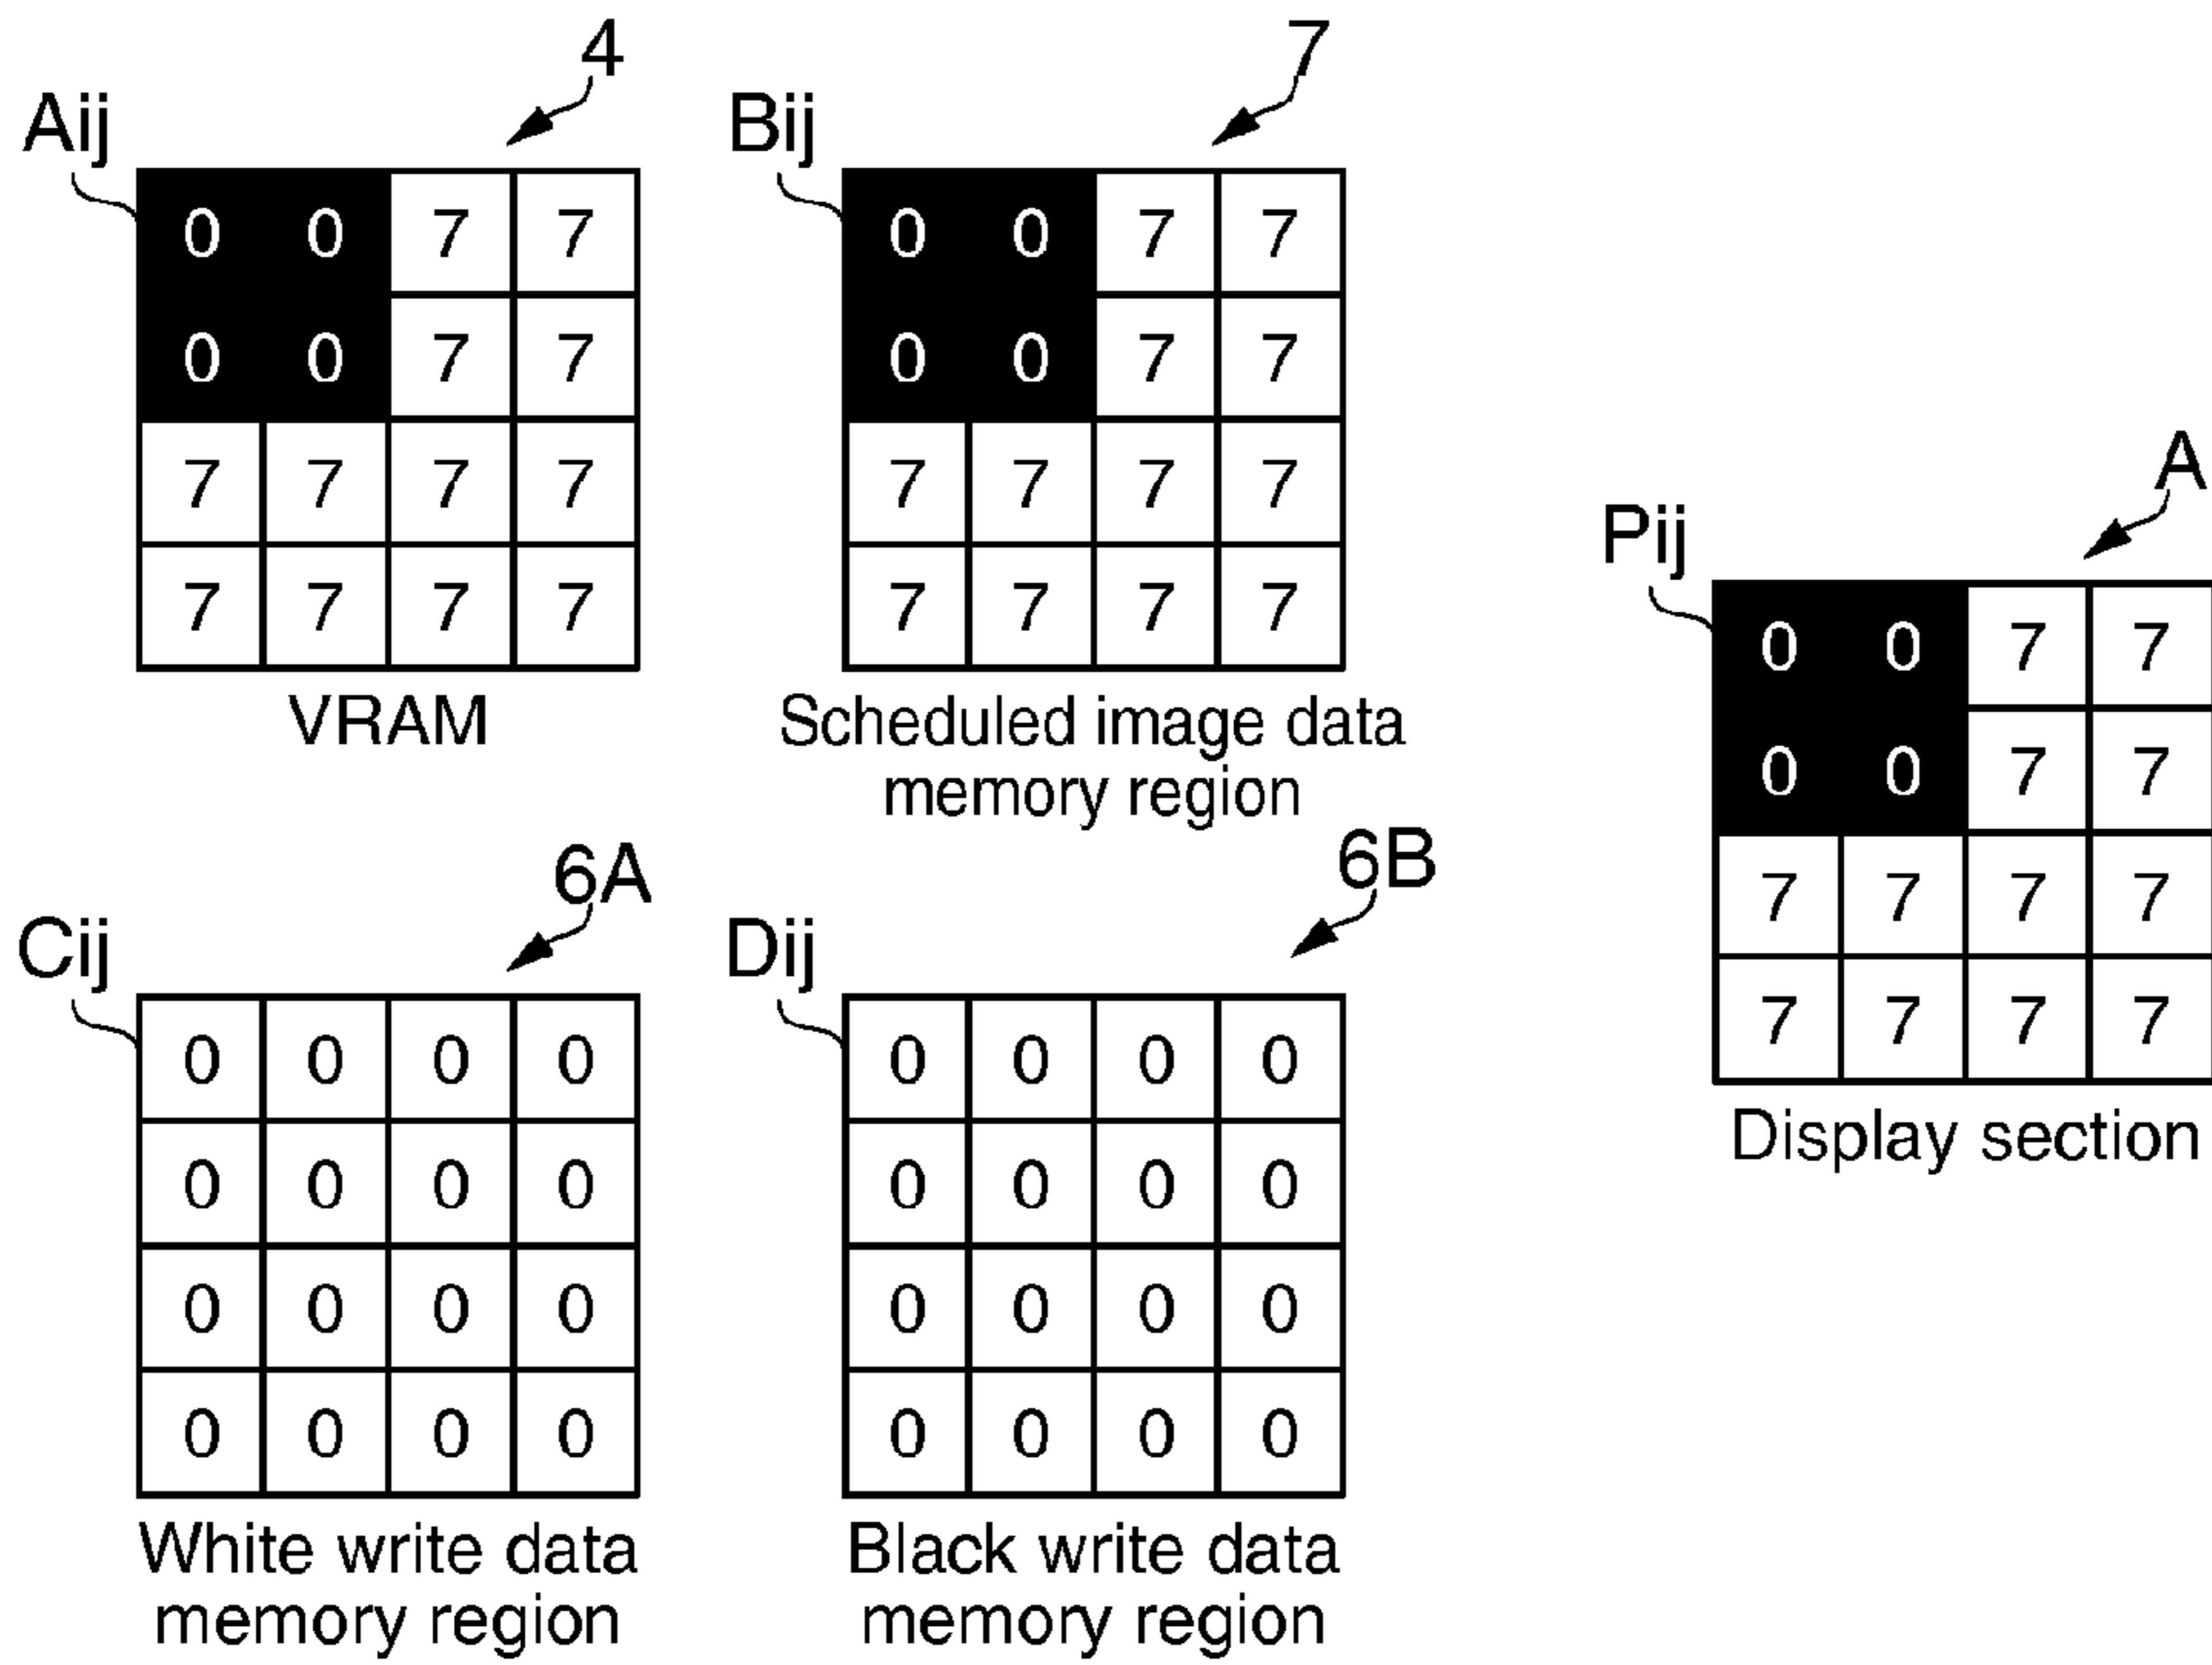 4
Aij
0 0 7 7
0 0 7 7
7 7 7 7
7 7 7 7
VRAM
7
Bij
0 0 7 7
0 0 7 7
7 7 7 7
7 7 7 7
Scheduled image data
memory region
A
Pij
0 0 7 7
0 0 7 7
7 7 7 7
7 7 7 7
Display section
6A
Cij
0 0 0 0
0 0 0 0
0 0 0 0
0 0 0 0
White write data
memory region
6B
Dij
0 0 0 0
0 0 0 0
0 0 0 0
0 0 0 0
Black write data
memory region